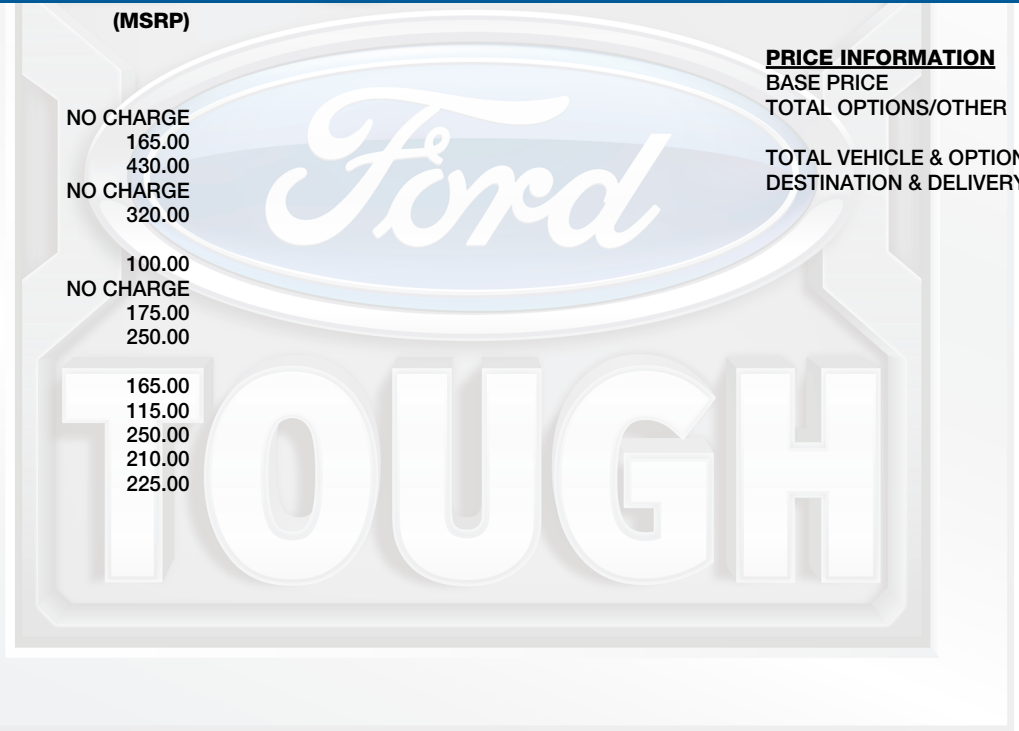 (MSRP)
NO CHARGE
165.00
430.00
NO CHARGE
320.00
100.00
NO CHARGE
175.00
250.00
165.00
115.00
250.00
210.00
225.00
PRICE INFORMATION
BASE PRICE
TOTAL OPTIONS/OTHER
TOTAL VEHICLE & OPTION
DESTINATION & DELIVERY
Ford
TOUGH